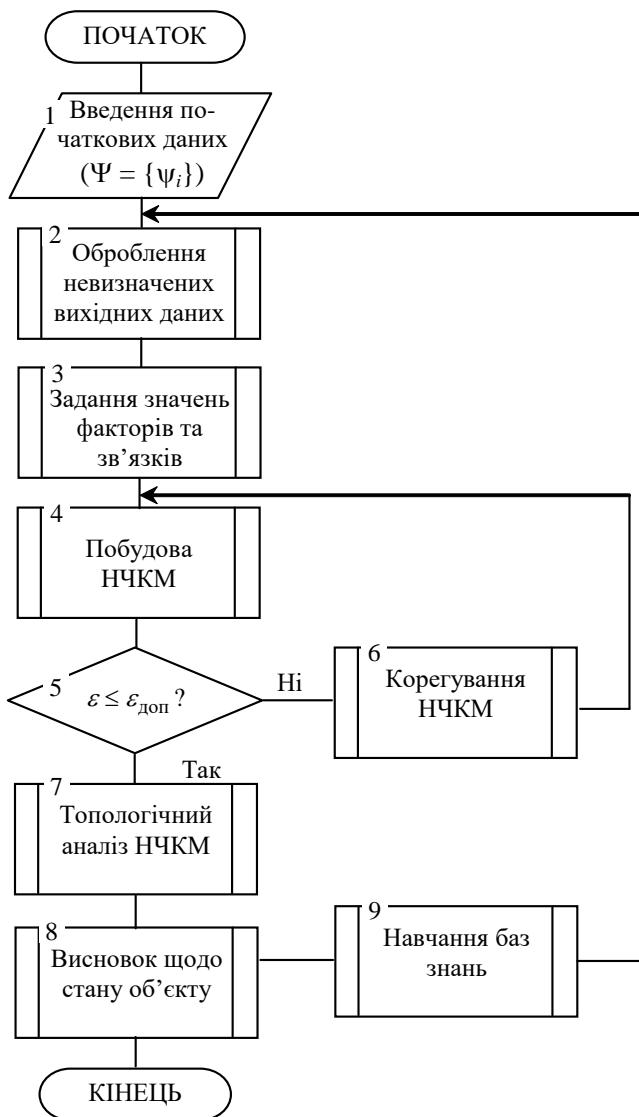 ПОЧАТОК
1
Введення по-
чаткових даних
(Ψ = {ψi})
2
Оброблення
невизначених
вихідних даних
3
Задання значень
факторів та
зв’язків
4
Побудова
НЧКМ
5
ε ≤ εдоп ?
Ні
6
Корегування
НЧКМ
Так
7
Топологічний
аналіз НЧКМ
8
Висновок щодо
стану об’єкту
9
Навчання баз
знань
КІНЕЦЬ